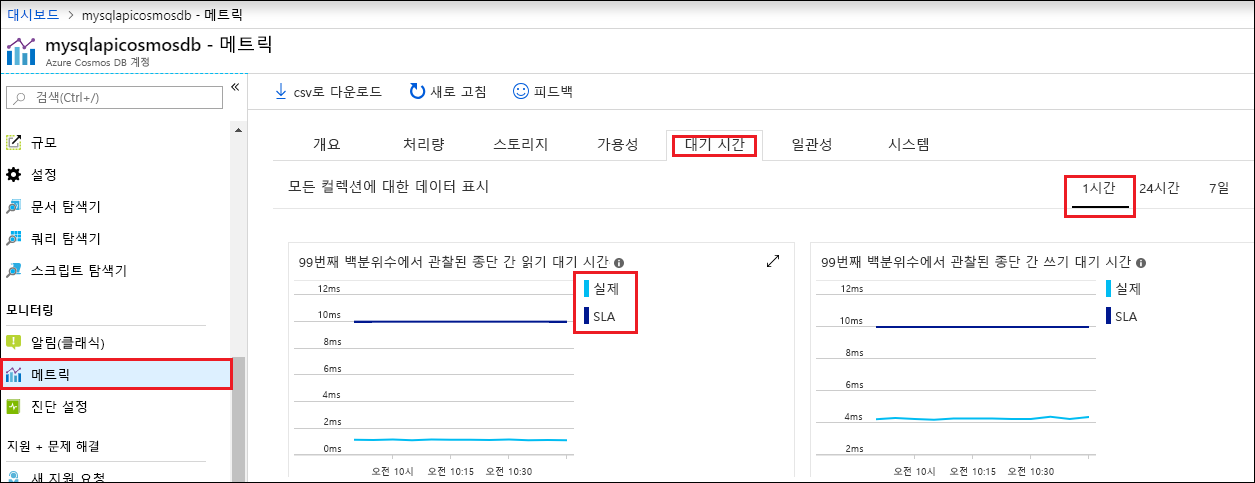 대시보드 > mysqlapicosmosdb - 메트릭
mysqlapicosmosdb - 메트릭
Azure Cosmos DB 계정
검색(Ctrl+/)
«
규모
설정
문서 탐색기
쿼리 탐색기
스크립트 탐색기
모니터링
알림(클래식)
메트릭
진단 설정
지원 + 문제 해결
새 지원 요청
csv로 다운로드 새로 고침 피드백
개요 처리량 스토리지 가용성 대기 시간 일관성 시스템
모든 컬렉션에 대한 데이터 표시 1시간 24시간 7일
99번째 백분위수에서 관찰된 종단 간 읽기 대기 시간
12ms
10ms
8ms
6ms
4ms
2ms
0ms
오전 10시 오전 10:15 오전 10:30
실제
SLA
99번째 백분위수에서 관찰된 종단 간 쓰기 대기 시간
12ms
10ms
8ms
6ms
4ms
2ms
오전 10시 오전 10:15 오전 10:30
실제
SLA